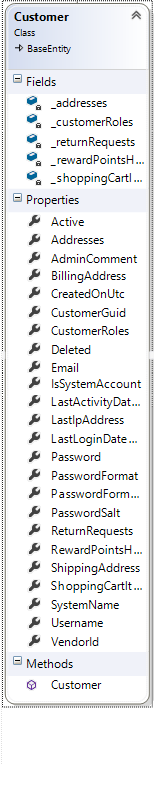 Customer
Class
BaseEntity
Fields
_addresses
_customerRoles
_returnRequests
_rewardPointsH...
_shoppingCartI...
Properties
Active
Addresses
AdminComment
BillingAddress
CreatedOnUtc
CustomerGuid
CustomerRoles
Deleted
Email
IsSystemAccount
LastActivityDat...
LastIpAddress
LastLoginDate...
Password
PasswordFormat
PasswordForm...
PasswordSalt
ReturnRequests
RewardPointsH...
ShippingAddress
ShoppingCartIt...
SystemName
Username
VendorId
Methods
Customer